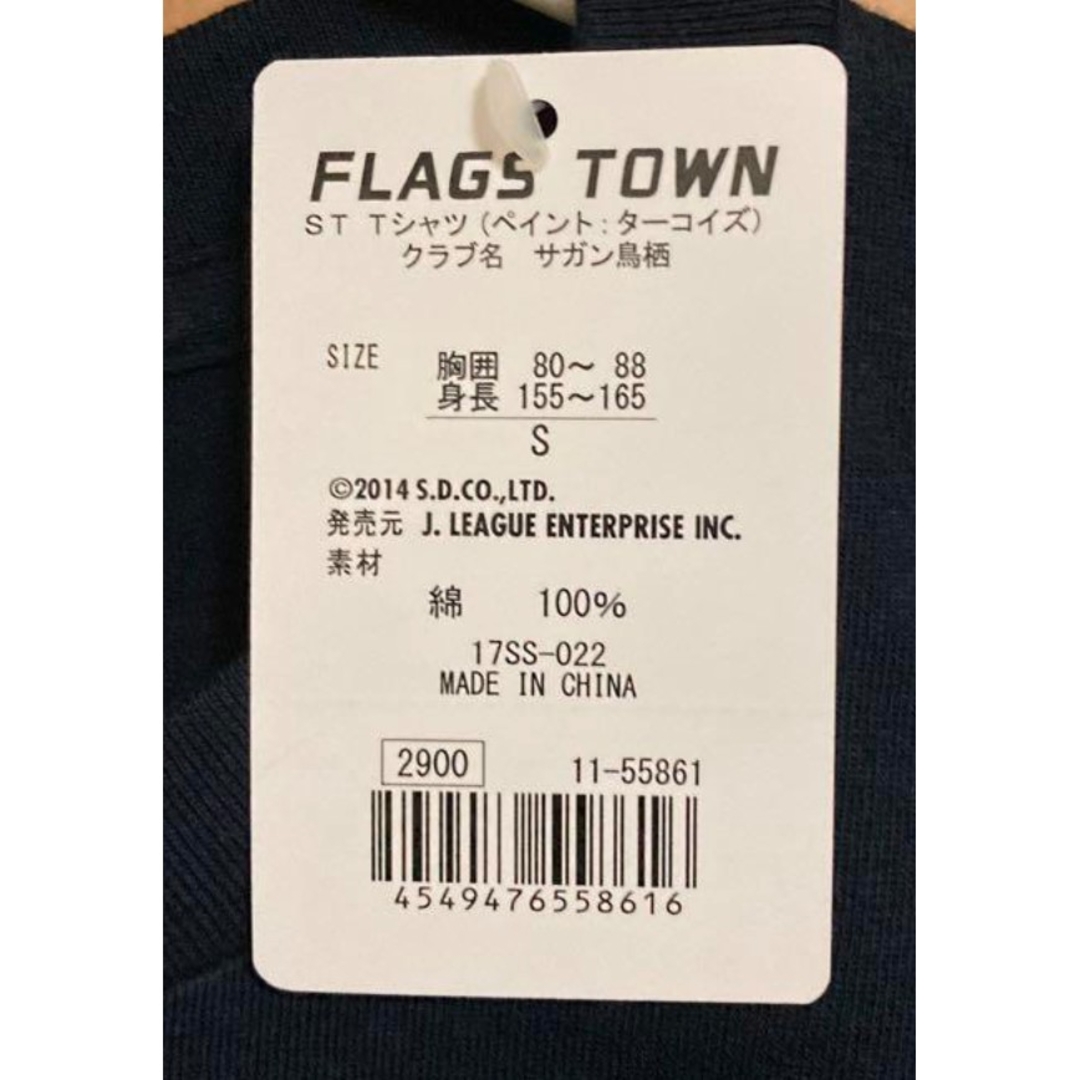 FLAGS TOWN
ST Tシャツ（ペイント：ターコイズ）
クラブ名　サガン鳥栖
SIZE 胸囲 80～ 88
身長 155～165
S
©2014 S.D.CO.,LTD.
発売元 J. LEAGUE ENTERPRISE INC.
素材
綿 100%
17SS-022
MADE IN CHINA
2900 11-55861
4549476558616